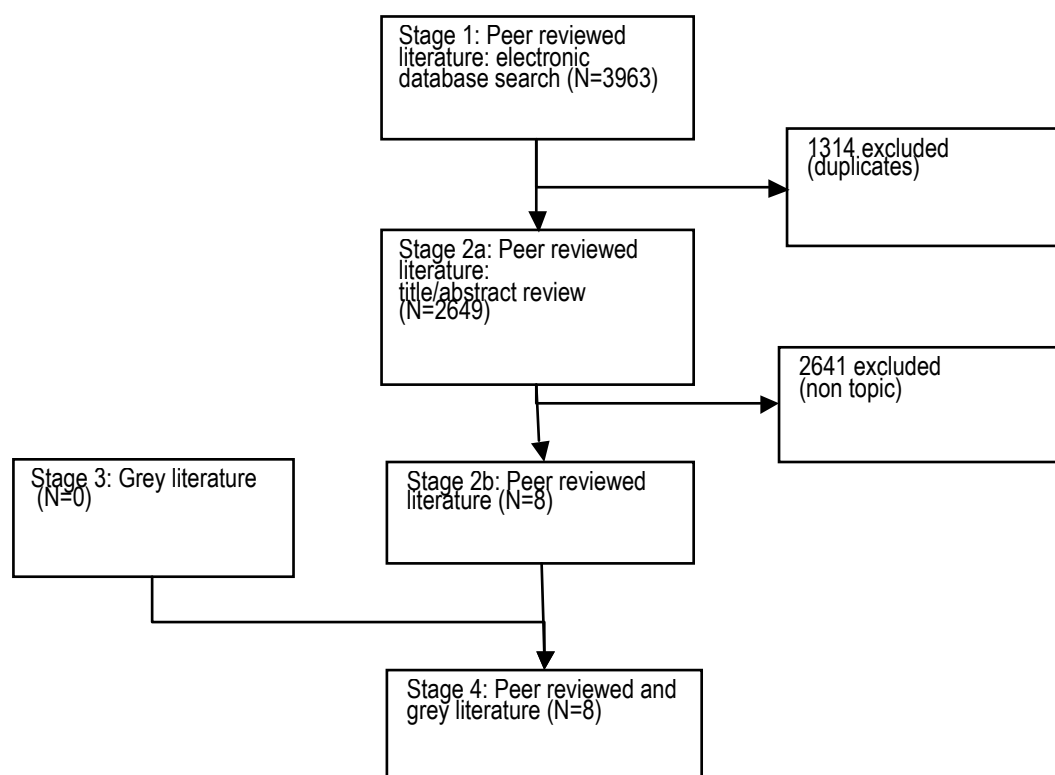 Stage 1: Peer reviewed
literature: electronic
database search (N=3963)
1314 excluded
(duplicates)
Stage 2a: Peer reviewed
literature:
title/abstract review
(N=2649)
2641 excluded
(non topic)
Stage 3: Grey literature
(N=0)
Stage 2b: Peer reviewed
literature (N=8)
Stage 4: Peer reviewed and
grey literature (N=8)